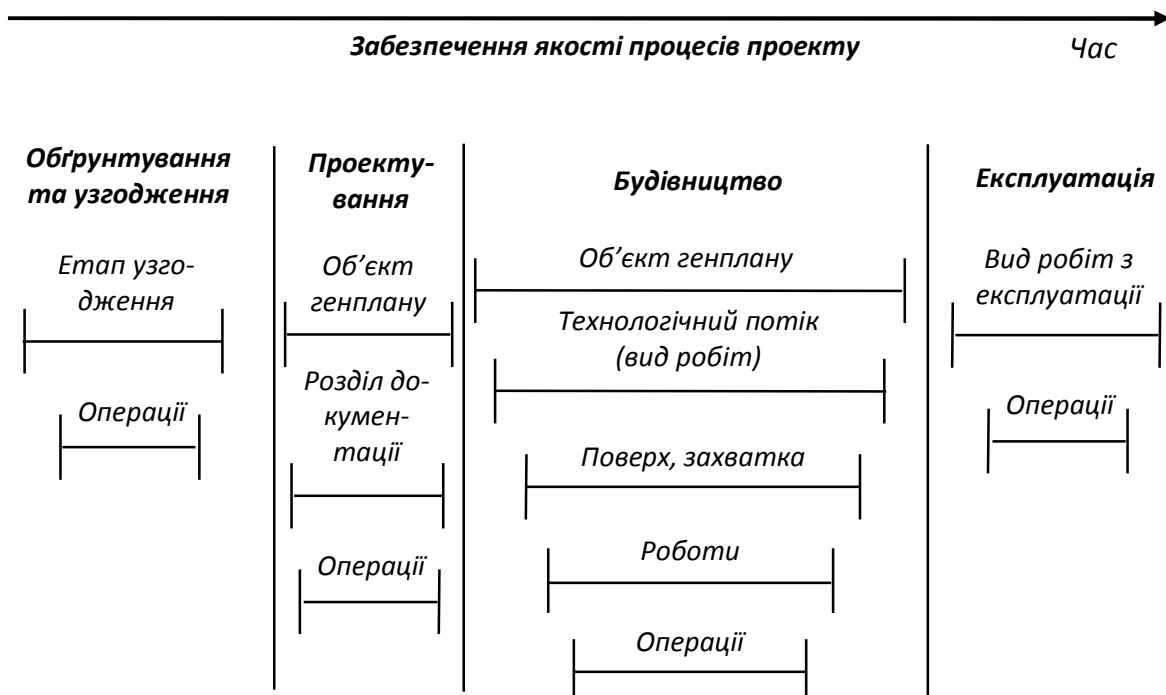 Забезпечення якості процесів проекту
Час
Обґрунтування
та узгодження
Проекту-
вання
Будівництво
Експлуатація
Етап узго-
дження
Операції
Об’єкт
генплану
Розділ до-
кумен-
тації
Операції
Об’єкт генплану
Технологічний потік
(вид робіт)
Поверх, захватка
Роботи
Операції
Вид робіт з
експлуатації
Операції